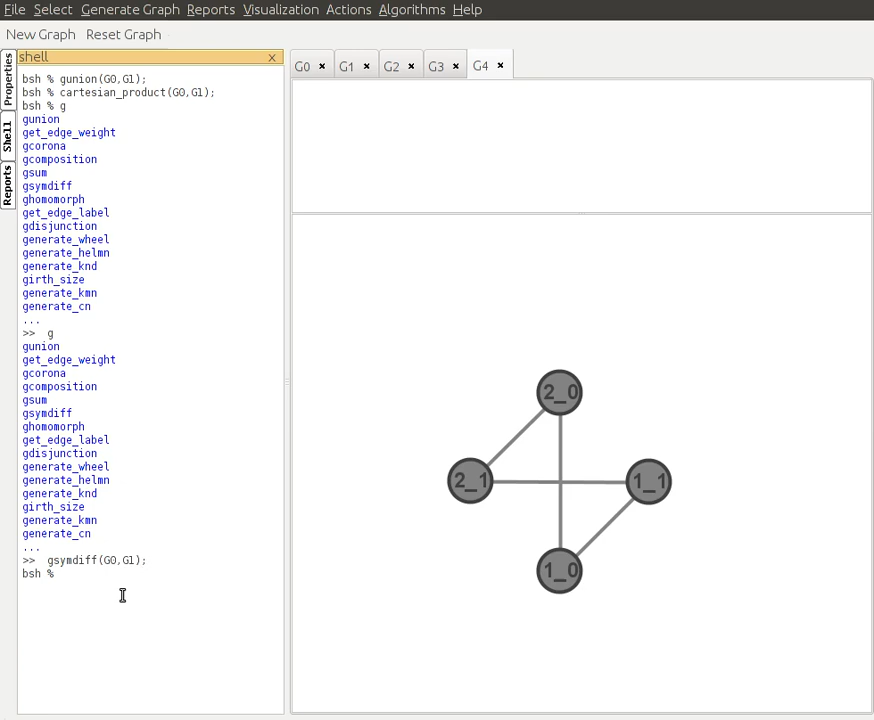 File Select Generate Graph Reports Visualization Actions Algorithms Help
New Graph Reset Graph
Properties
Shell
Reports
shell x
bsh % gunion(G0,G1);
bsh % cartesian_product(G0,G1);
bsh % g
gunion
get_edge_weight
gcorona
gcomposition
gsum
gsymdiff
ghomomorph
get_edge_label
gdisjunction
generate_wheel
generate_helmn
generate_knd
girth_size
generate_kmn
generate_cn
...
>> g
gunion
get_edge_weight
gcorona
gcomposition
gsum
gsymdiff
ghomomorph
get_edge_label
gdisjunction
generate_wheel
generate_helmn
generate_knd
girth_size
generate_kmn
generate_cn
...
>> gsymdiff(G0,G1);
bsh %
G0 × G1 × G2 × G3 × G4 ×
2_0
2_1 1_1
1_0